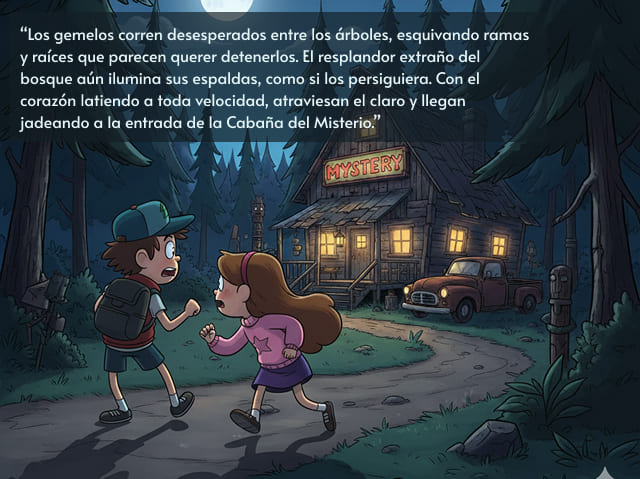 “Los gemelos corren desesperados entre los árboles, esquivando ramas
y raíces que parecen querer detenerlos. El resplandor extraño del
bosque aún ilumina sus espaldas, como si los persiguiera. Con el
corazón latiendo a toda velocidad, atraviesan el claro y llegan
jadeando a la entrada de la Cabaña del Misterio.”
MYSTERY